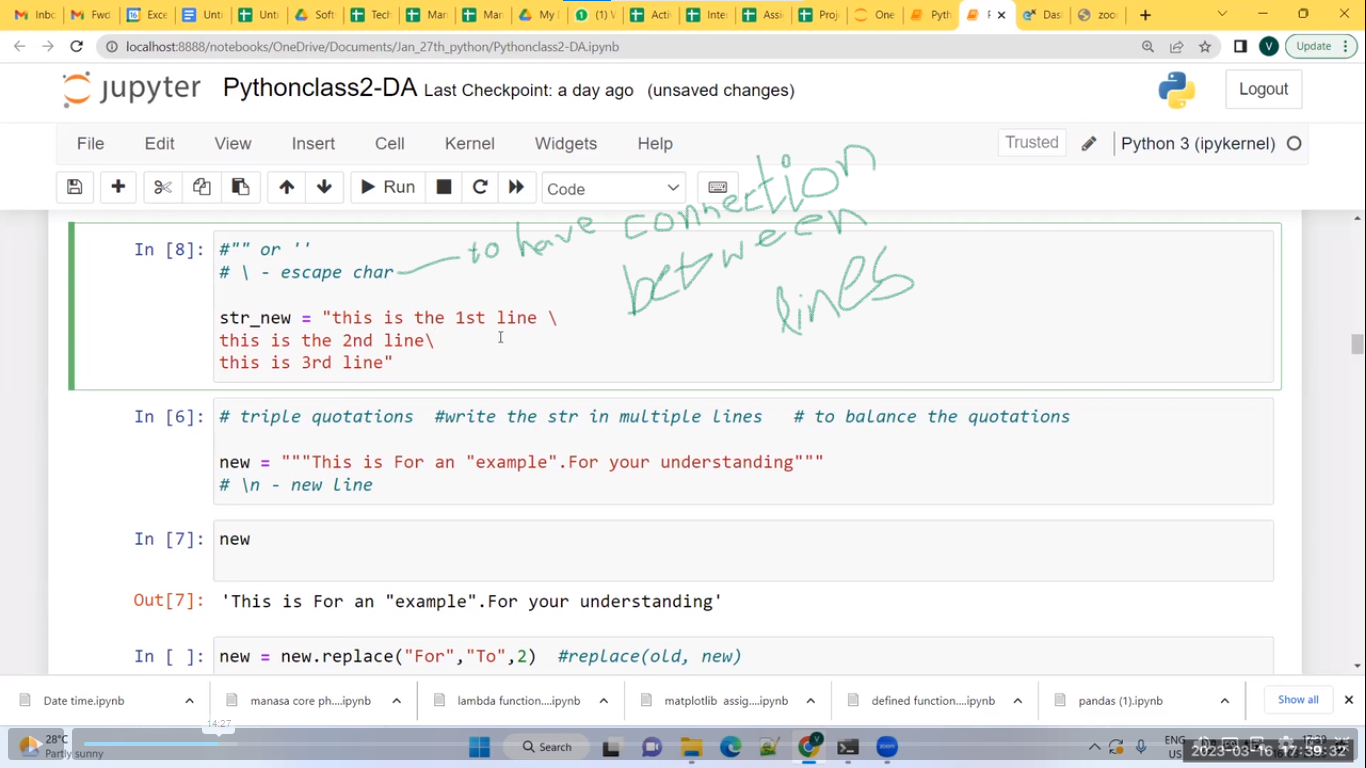 Inbo
Fwd
Exce
Unti
Unti
Soft
Tech
Mar
Mar
My l
(1) V
Acti
Inte
Assi
Proj
One
Pyth
P
Das
zoo
localhost:8888/notebooks/OneDrive/Documents/Jan_27th_python/Pythonclass2-DA.ipynb
V
Update
jupyter Pythonclass2-DA Last Checkpoint: a day ago (unsaved changes)
Logout
File Edit View Insert Cell Kernel Widgets Help
Trusted
Python 3 (ipykernel)
Run
Code
to have connection
between
lines
In [8]:
#"" or ''
# \ - escape char
str_new = "this is the 1st line \
this is the 2nd line\
this is 3rd line"
In [6]:
# triple quotations  #write the str in multiple lines   # to balance the quotations
new = """This is For an "example".For your understanding"""
# \n - new line
In [7]:
new
Out[7]: 'This is For an "example".For your understanding'
In [ ]: new = new.replace("For","To",2)  #replace(old, new)
Date time.ipynb
manasa core ph....ipynb
lambda function....ipynb
matplotlib assig....ipynb
defined function....ipynb
pandas (1).ipynb
Show all
14:27
28°C
Partly sunny
Search
ENG
2023-03-16 17:39:32